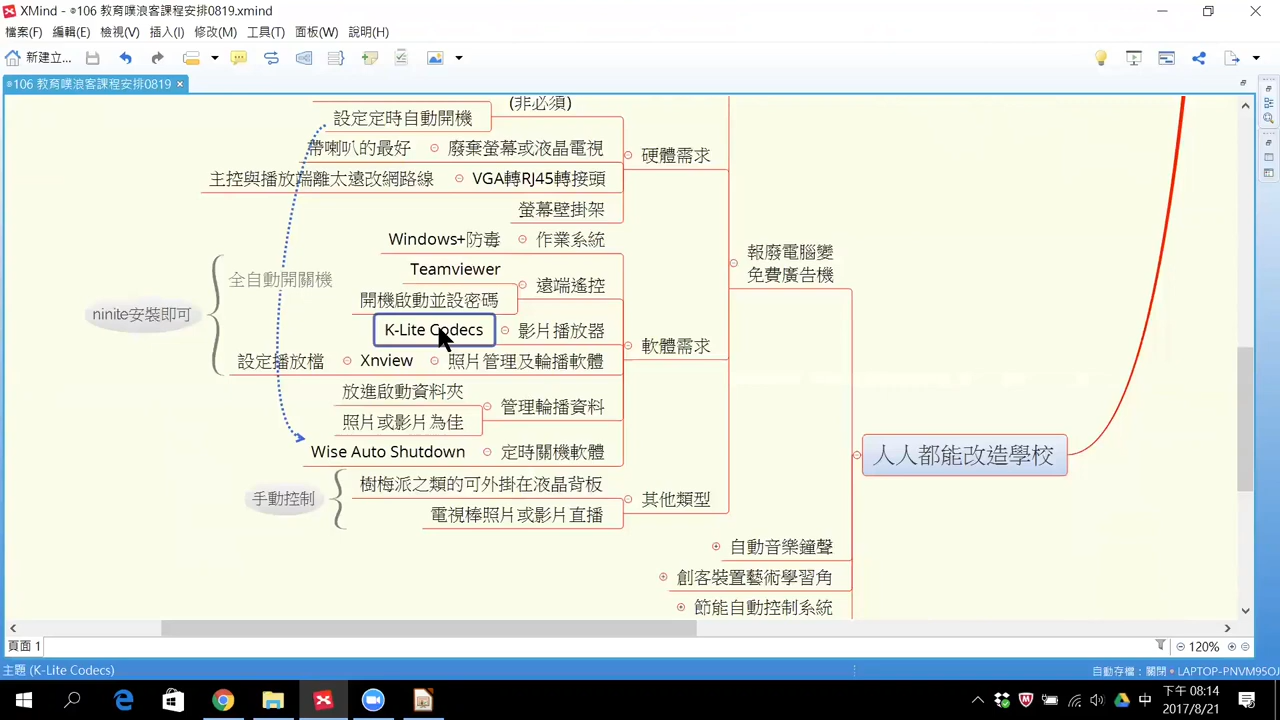 XMind - ◎106 教育噗浪客課程安排0819.xmind
檔案(F) 編輯(E) 檢視(V) 插入(I) 修改(M) 工具(T) 面板(W) 說明(H)
新建立...
◎106 教育噗浪客課程安排0819
(非必須)
設定定時自動開機
帶喇叭的最好 廢棄螢幕或液晶電視
硬體需求
主控與播放端離太遠改網路線 VGA轉RJ45轉接頭
螢幕壁掛架
Windows+防毒 作業系統
報廢電腦變
免費廣告機
Teamviewer
全自動開關機
遠端遙控
開機啟動並設密碼
ninite安裝即可
K-Lite Codecs 影片播放器
軟體需求
設定播放檔 Xnview 照片管理及輪播軟體
放進啟動資料夾
管理輪播資料
照片或影片為佳
Wise Auto Shutdown 定時關機軟體
人人都能改造學校
樹梅派之類的可外掛在液晶背板
手動控制
其他類型
電視棒照片或影片直播
自動音樂鐘聲
創客裝置藝術學習角
節能自動控制系統
頁面 1
120%
主題 (K-Lite Codecs)
自動存檔：關閉 LAPTOP-PNVM95OJ
中
下午 08:14
2017/8/21